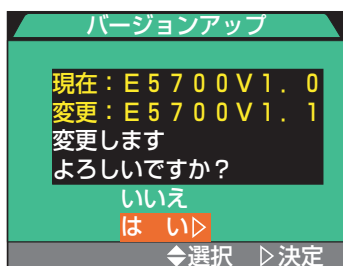 バージョンアップ
現在：Ｅ５７００Ｖ１．０
変更：Ｅ５７００Ｖ１．１
変更します
よろしいですか？
いいえ
は　い▷
◆選択　▷決定